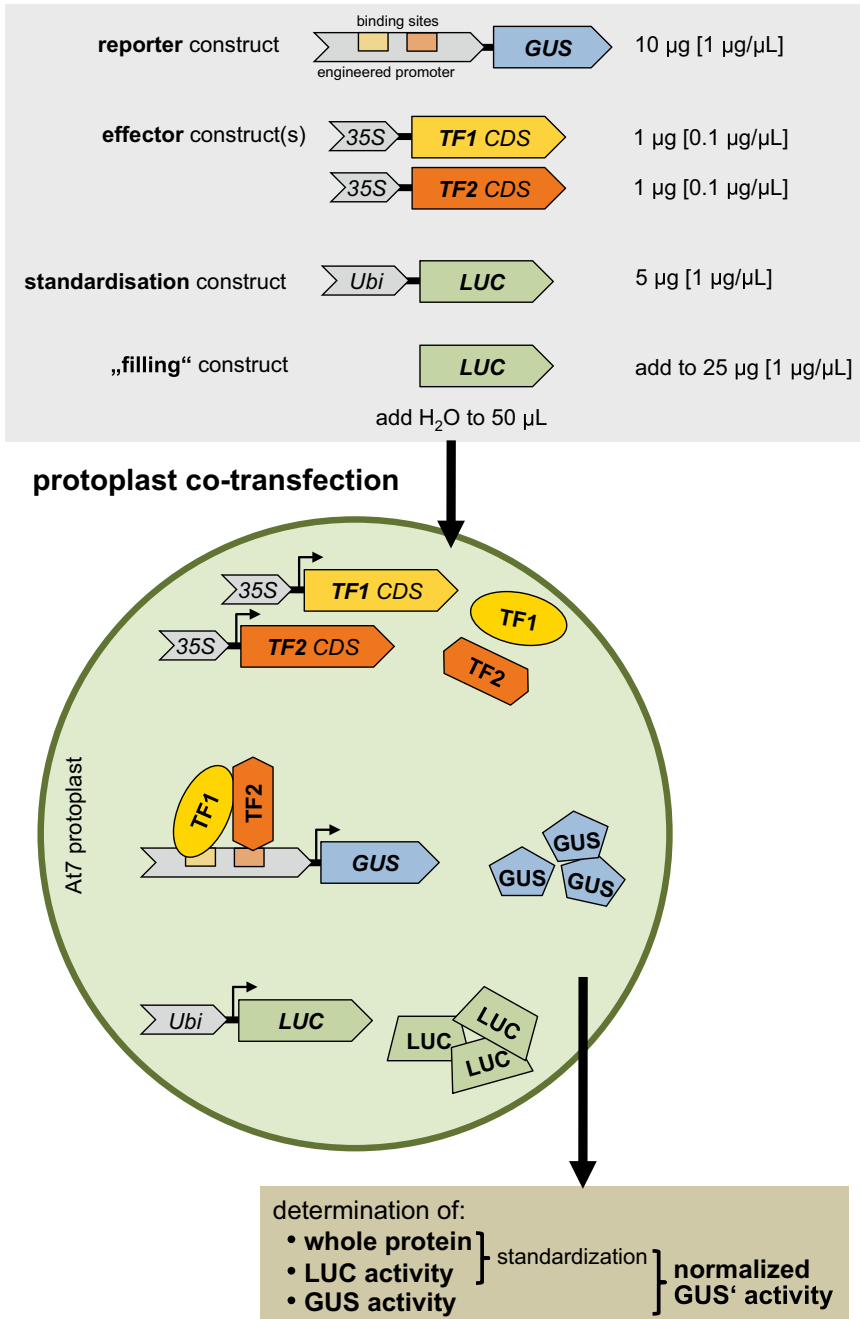 binding sites
reporter construct GUS 10 µg [1 µg/µL]
engineered promoter
effector construct(s) 35S TF1 CDS 1 µg [0.1 µg/µL]
35S TF2 CDS 1 µg [0.1 µg/µL]
standardisation construct Ubi LUC 5 µg [1 µg/µL]
„filling“ construct LUC add to 25 µg [1 µg/µL]
add H₂O to 50 µL
protoplast co-transfection
35S TF1 CDS
TF1
35S TF2 CDS
TF2
At7 protoplast
TF1
TF2
GUS
GUS
GUS
GUS
Ubi LUC
LUC
LUC
LUC
determination of:
• whole protein
standardization
• LUC activity
• GUS activity
normalized
GUS‘ activity